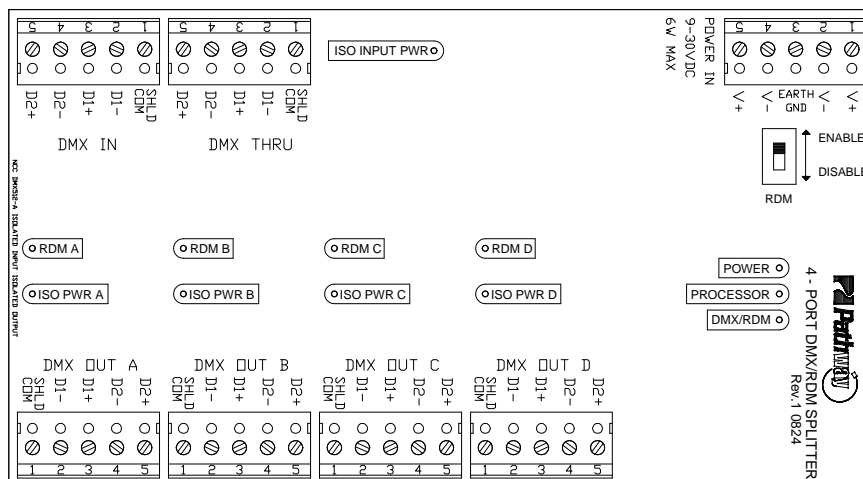 5 4 3 2 1
D2+ D2- D1+ D1- SHLD COM
DMX IN
5 4 3 2 1
D2+ D2- D1+ D1- SHLD COM
DMX THRU
ISO INPUT PWR
POWER IN
9-30VDC
6W MAX
5 4 3 2 1
V+ V- EARTH GND V- V+
ENABLE
DISABLE
RDM
NCC DMX512-A ISOLATED INPUT ISOLATED OUTPUT
RDM A
RDM B
RDM C
RDM D
ISO PWR A
ISO PWR B
ISO PWR C
ISO PWR D
POWER
PROCESSOR
DMX/RDM
Pathway
4 - PORT DMX/RDM SPLITTER
Rev.1 0824
DMX OUT A
SHLD COM D1- D1+ D2- D2+
1 2 3 4 5
DMX OUT B
SHLD COM D1- D1+ D2- D2+
1 2 3 4 5
DMX OUT C
SHLD COM D1- D1+ D2- D2+
1 2 3 4 5
DMX OUT D
SHLD COM D1- D1+ D2- D2+
1 2 3 4 5